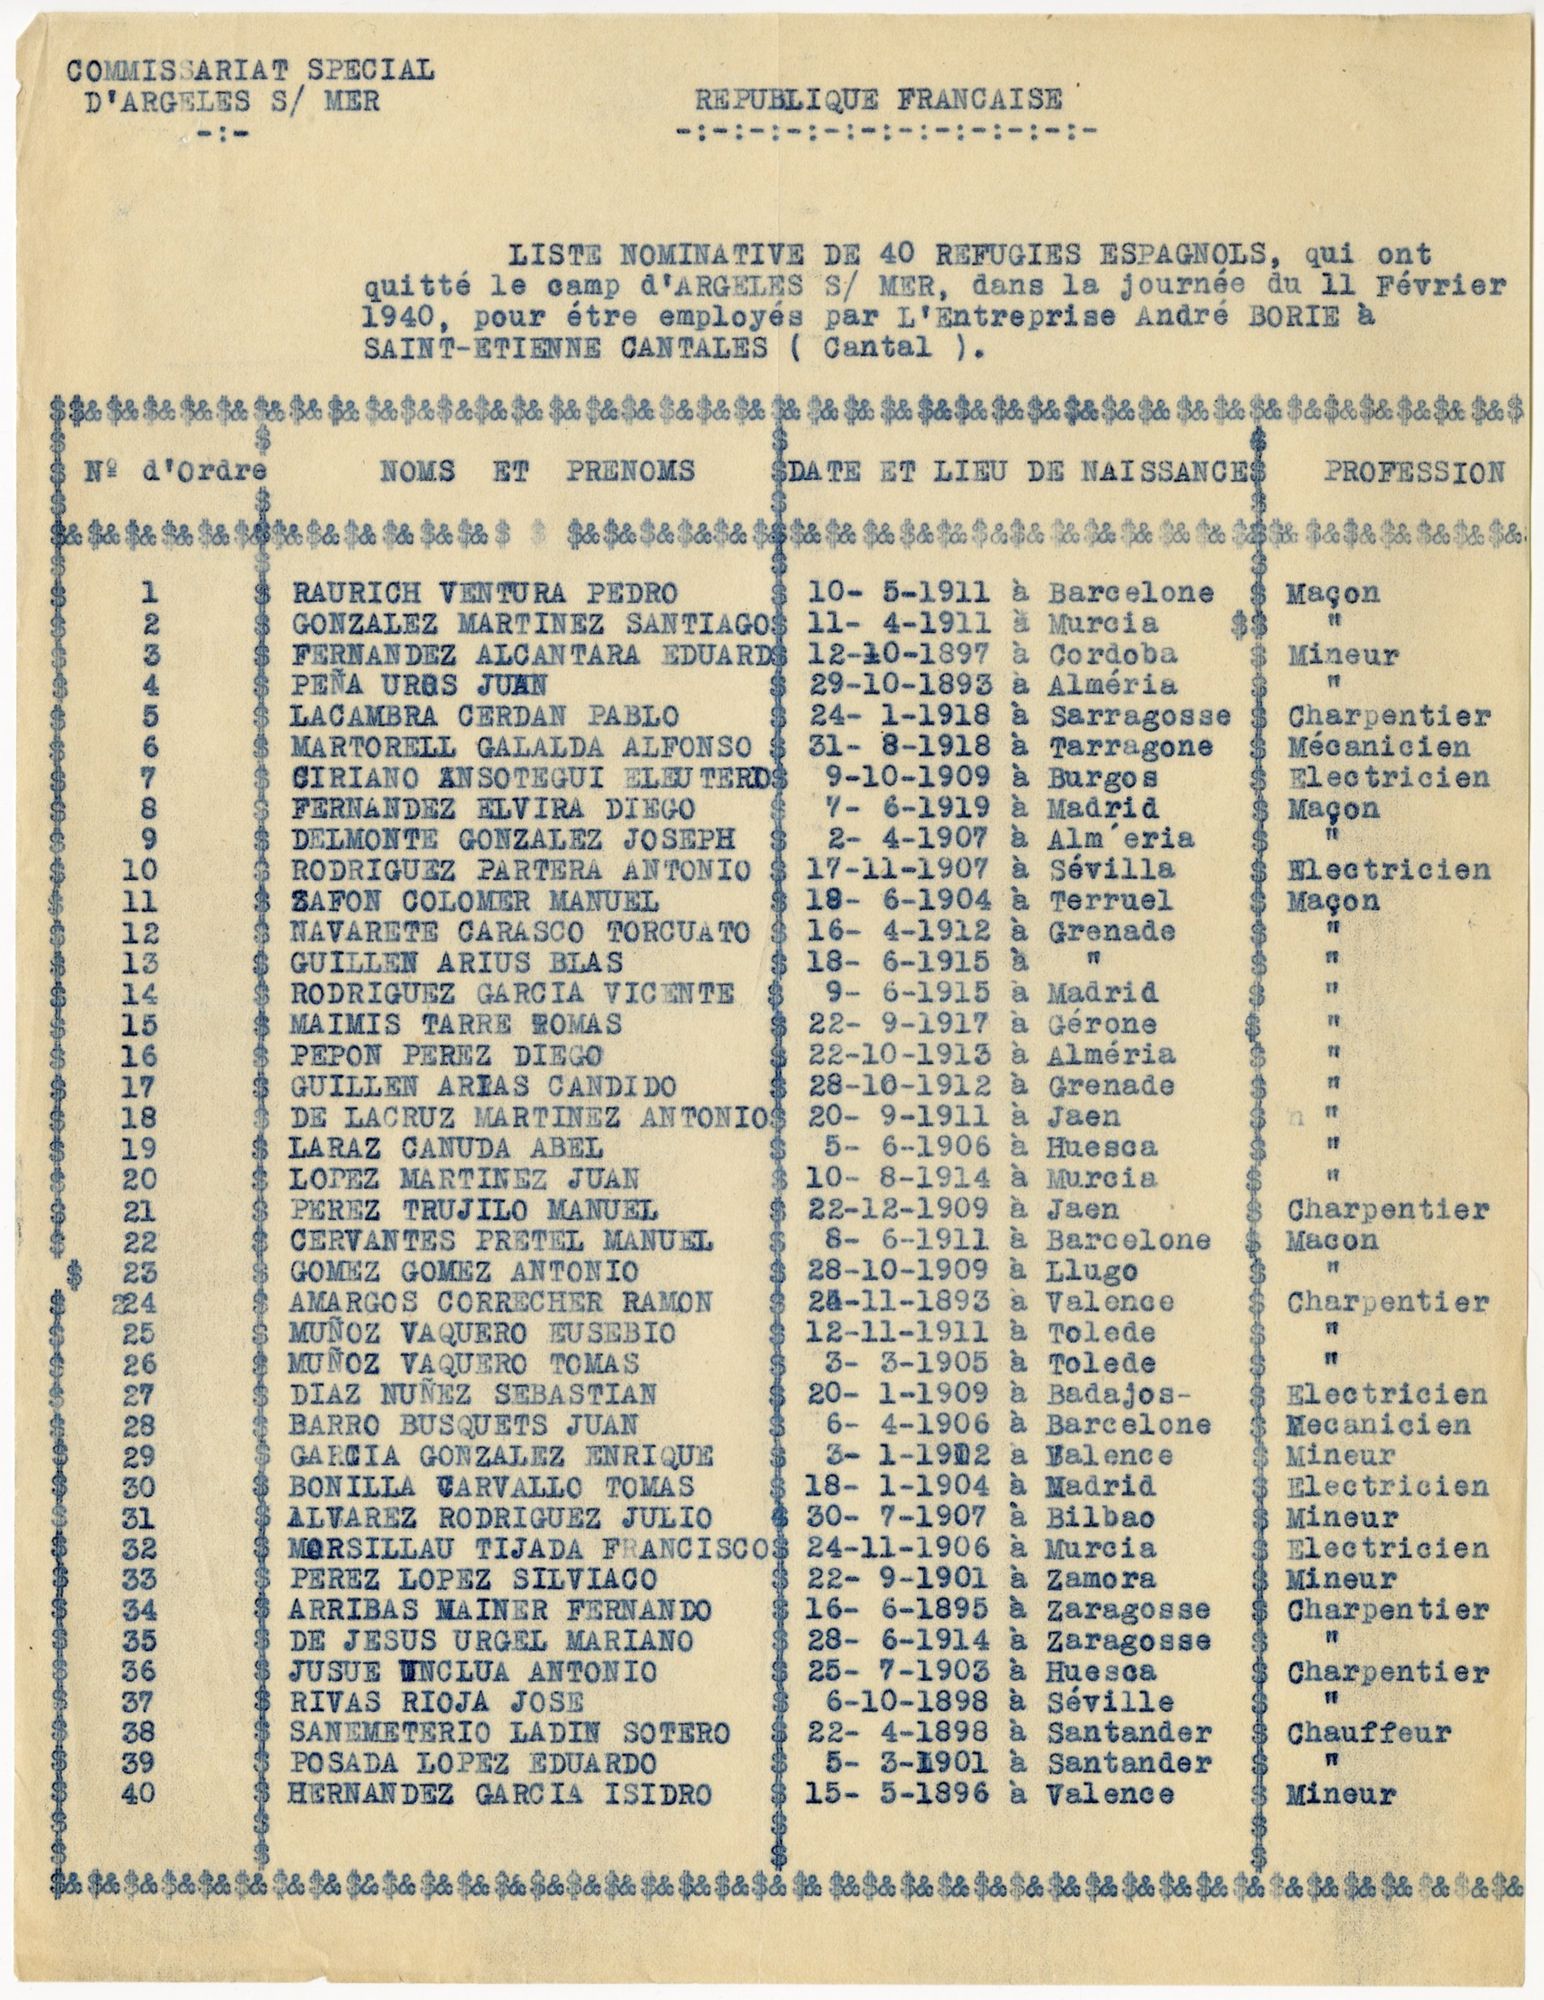 COMMISSARIAT SPECIAL
D'ARGELES S/ MER
-:-
REPUBLIQUE FRANCAISE
-:-:-:-:-:-:-:-:-:-:-:-
LISTE NOMINATIVE DE 40 REFUGIES ESPAGNOLS, qui ont
quitté le camp d'ARGELES S/ MER, dans la journée du 11 Février
1940, pour étre employés par L'Entreprise André BORIE à
SAINT-ETIENNE CANTALES ( Cantal ).
Nº d'Ordre $ NOMS ET PRENOMS $ DATE ET LIEU DE NAISSANCE $ PROFESSION
1 $ RAURICH VENTURA PEDRO $ 10- 5-1911 à Barcelone $ Maçon
2 $ GONZALEZ MARTINEZ SANTIAGO $ 11- 4-1911 à Murcia $$ "
3 $ FERNANDEZ ALCANTARA EDUARD $ 12-10-1897 à Cordoba $ Mineur
4 $ PEÑA UROS JUAN $ 29-10-1893 à Alméria $ "
5 $ LACAMBRA CERDAN PABLO $ 24- 1-1918 à Sarragosse $ Charpentier
6 $ MARTORELL GALALDA ALFONSO $ 31- 8-1918 à Tarragone $ Mécanicien
7 $ CIRIANO ANSOTEGUI ELEUTERD $ 9-10-1909 à Burgos $ Electricien
8 $ FERNANDEZ ELVIRA DIEGO $ 7- 6-1919 à Madrid $ Maçon
9 $ DELMONTE GONZALEZ JOSEPH $ 2- 4-1907 à Alm´eria $ "
10 $ RODRIGUEZ PARTERA ANTONIO $ 17-11-1907 à Sévilla $ Electricien
11 $ SAFON COLOMER MANUEL $ 18- 6-1904 à Terruel $ Maçon
12 $ NAVARETE CARASCO TORCUATO $ 16- 4-1912 à Grenade $ "
13 $ GUILLEN ARIUS BLAS $ 18- 6-1915 à " $ "
14 $ RODRIGUEZ GARCIA VICENTE $ 9- 6-1915 à Madrid $ "
15 $ MAIMIS TARRE TOMAS $ 22- 9-1917 à Gérone $ "
16 $ PEPON PEREZ DIEGO $ 22-10-1913 à Alméria $ "
17 $ GUILLEN ARIAS CANDIDO $ 28-10-1912 à Grenade $ "
18 $ DE LACRUZ MARTINEZ ANTONIO $ 20- 9-1911 à Jaen $ n "
19 $ LARAZ CANUDA ABEL $ 5- 6-1906 à Huesca $ "
20 $ LOPEZ MARTINEZ JUAN $ 10- 8-1914 à Murcia $ "
21 $ PEREZ TRUJILO MANUEL $ 22-12-1909 à Jaen $ Charpentier
22 $ CERVANTES PRETEL MANUEL $ 8- 6-1911 à Barcelone $ Macon
23 $ GOMEZ GOMEZ ANTONIO $ 28-10-1909 à Llugo $ "
24 $ AMARGOS CORRECHER RAMON $ 24-11-1893 à Valence $ Charpentier
25 $ MUÑOZ VAQUERO EUSEBIO $ 12-11-1911 à Tolede $ "
26 $ MUÑOZ VAQUERO TOMAS $ 3- 3-1905 à Tolede $ "
27 $ DIAZ NUÑEZ SEBASTIAN $ 20- 1-1909 à Badajos- $ Electricien
28 $ BARRO BUSQUETS JUAN $ 6- 4-1906 à Barcelone $ Mecanicien
29 $ GARCIA GONZALEZ ENRIQUE $ 3- 1-1902 à Valence $ Mineur
30 $ BONILLA CARVALLO TOMAS $ 18- 1-1904 à Madrid $ Electricien
31 $ ALVAREZ RODRIGUEZ JULIO $ 30- 7-1907 à Bilbao $ Mineur
32 $ MORSILLAU TIJADA FRANCISCO $ 24-11-1906 à Murcia $ Electricien
33 $ PEREZ LOPEZ SILVIACO $ 22- 9-1901 à Zamora $ Mineur
34 $ ARRIBAS MAINER FERNANDO $ 16- 6-1895 à Zaragosse $ Charpentier
35 $ DE JESUS URGEL MARIANO $ 28- 6-1914 à Zaragosse $ "
36 $ JUSUE UNCLUA ANTONIO $ 25- 7-1903 à Huesca $ Charpentier
37 $ RIVAS RIOJA JOSE $ 6-10-1898 à Séville $ "
38 $ SANEMETERIO LADIN SOTERO $ 22- 4-1898 à Santander $ Chauffeur
39 $ POSADA LOPEZ EDUARDO $ 5- 3-1901 à Santander $ "
40 $ HERNANDEZ GARCIA ISIDRO $ 15- 5-1896 à Valence $ Mineur